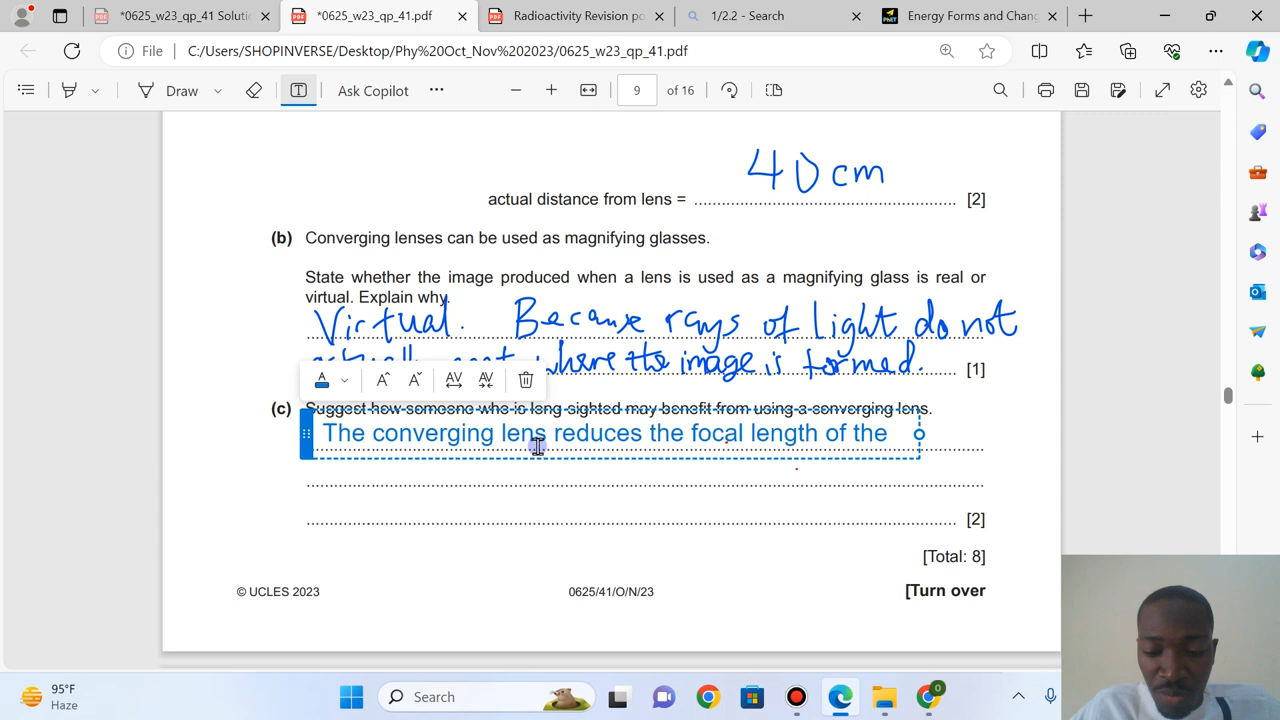 *0625_w23_qp_41 Soluti
*0625_w23_qp_41.pdf
Radioactivity Revision po
1/2.2 - Search
Energy Forms and Chang
File
C:/Users/SHOPINVERSE/Desktop/Phy%20Oct_Nov%202023/0625_w23_qp_41.pdf
Draw
Ask Copilot
9 of 16
40 cm
actual distance from lens = [2]
(b) Converging lenses can be used as magnifying glasses.
State whether the image produced when a lens is used as a magnifying glass is real or
virtual. Explain why.
Virtual. Because rays of light do not
where the image is formed.
[1]
(c) Suggest how someone who is long-sighted may benefit from using a converging lens.
The converging lens reduces the focal length of the
[2]
[Total: 8]
© UCLES 2023
0625/41/O/N/23
[Turn over
95°F
Haze
Search